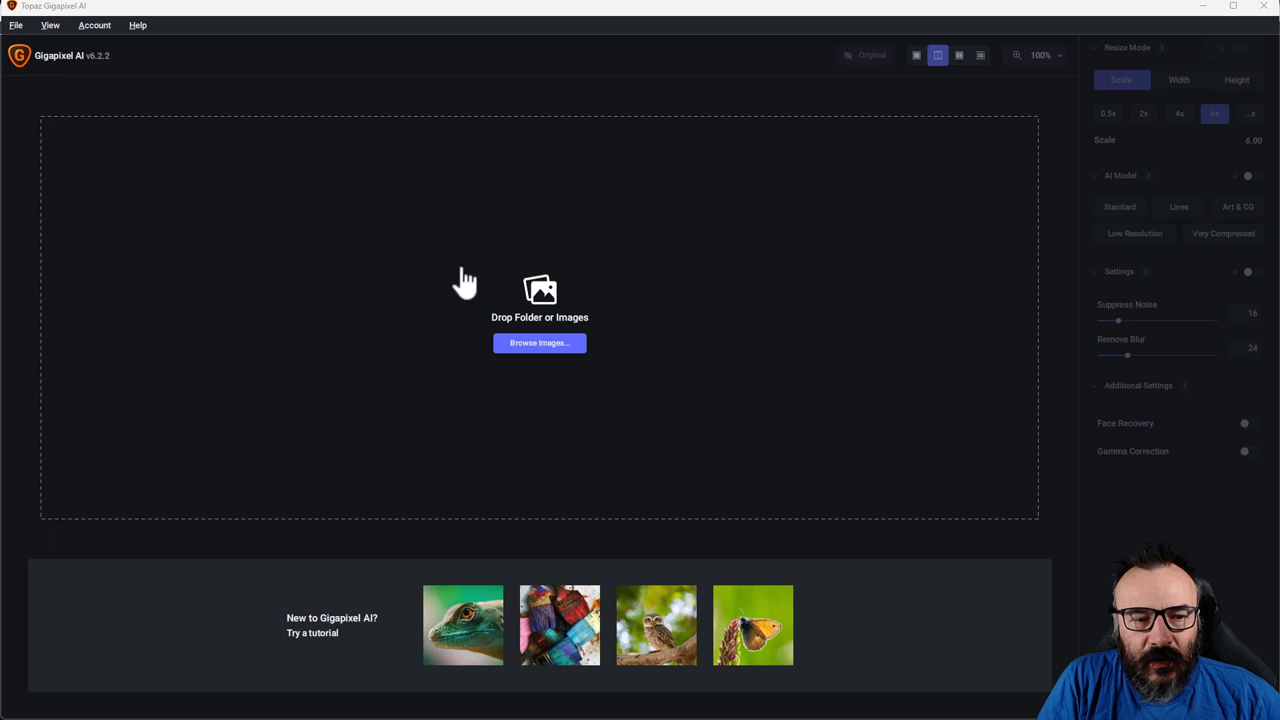 Topaz Gigapixel AI
File View Account Help
Gigapixel AI v6.2.2
Original
100%
Resize Mode ?
Scale Width Height
0.5x 2x 4x 6x ...x
Scale 6.00
AI Model ?
Standard Lines Art & CG
Low Resolution Very Compressed
Settings ?
Suppress Noise
16
Remove Blur
24
Additional Settings ?
Face Recovery
Gamma Correction
Drop Folder or Images
Browse Images...
New to Gigapixel AI?
Try a tutorial